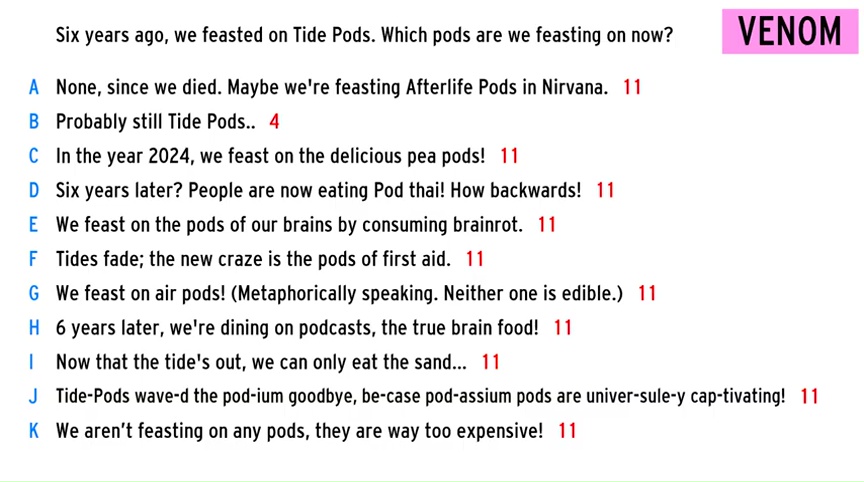 Six years ago, we feasted on Tide Pods. Which pods are we feasting on now?
VENOM
A None, since we died. Maybe we're feasting Afterlife Pods in Nirvana. 11
B Probably still Tide Pods.. 4
C In the year 2024, we feast on the delicious pea pods! 11
D Six years later? People are now eating Pod thai! How backwards! 11
E We feast on the pods of our brains by consuming brainrot. 11
F Tides fade; the new craze is the pods of first aid. 11
G We feast on air pods! (Metaphorically speaking. Neither one is edible.) 11
H 6 years later, we're dining on podcasts, the true brain food! 11
I Now that the tide's out, we can only eat the sand... 11
J Tide-Pods wave-d the pod-ium goodbye, be-case pod-assium pods are univer-sule-y cap-tivating! 11
K We aren't feasting on any pods, they are way too expensive! 11